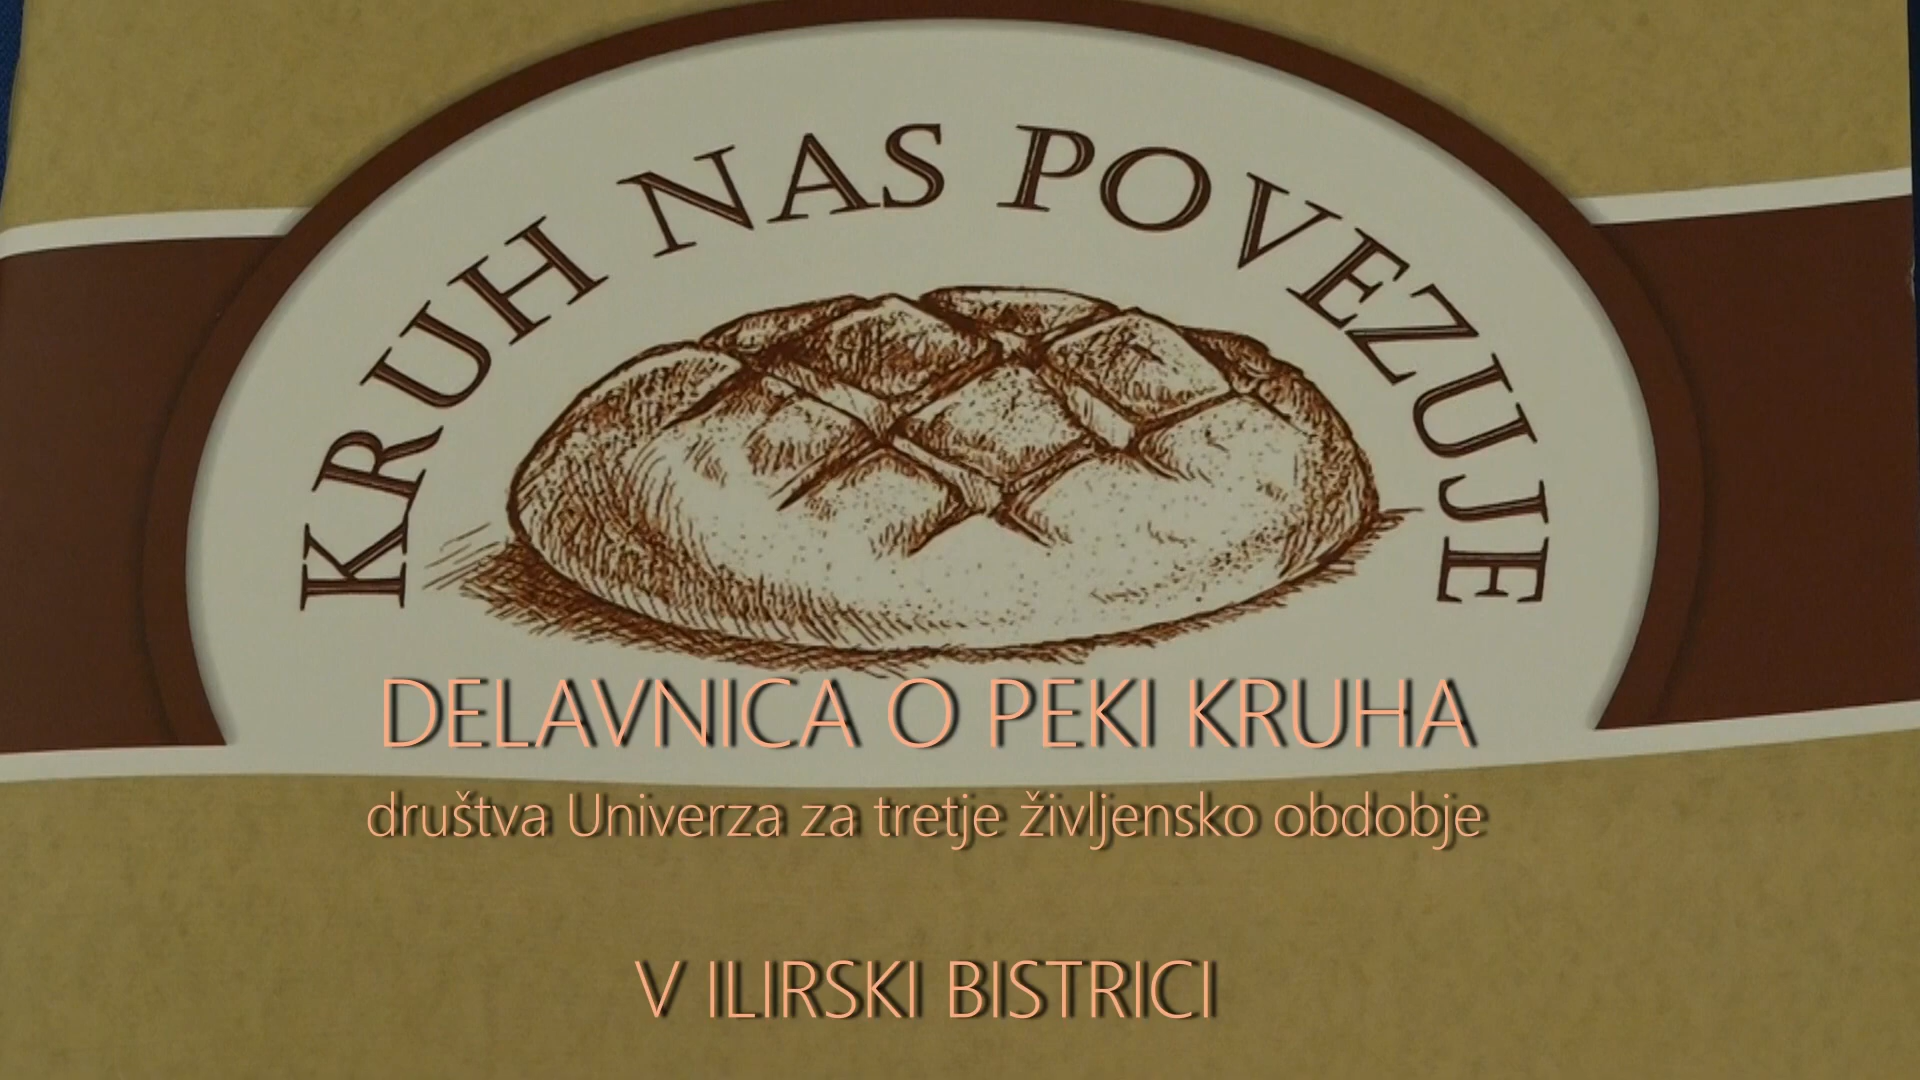 KRUH NAS POVEZUJE
DELAVNICA O PEKI KRUHA
društva Univerza za tretje življensko obdobje
V ILIRSKI BISTRICI